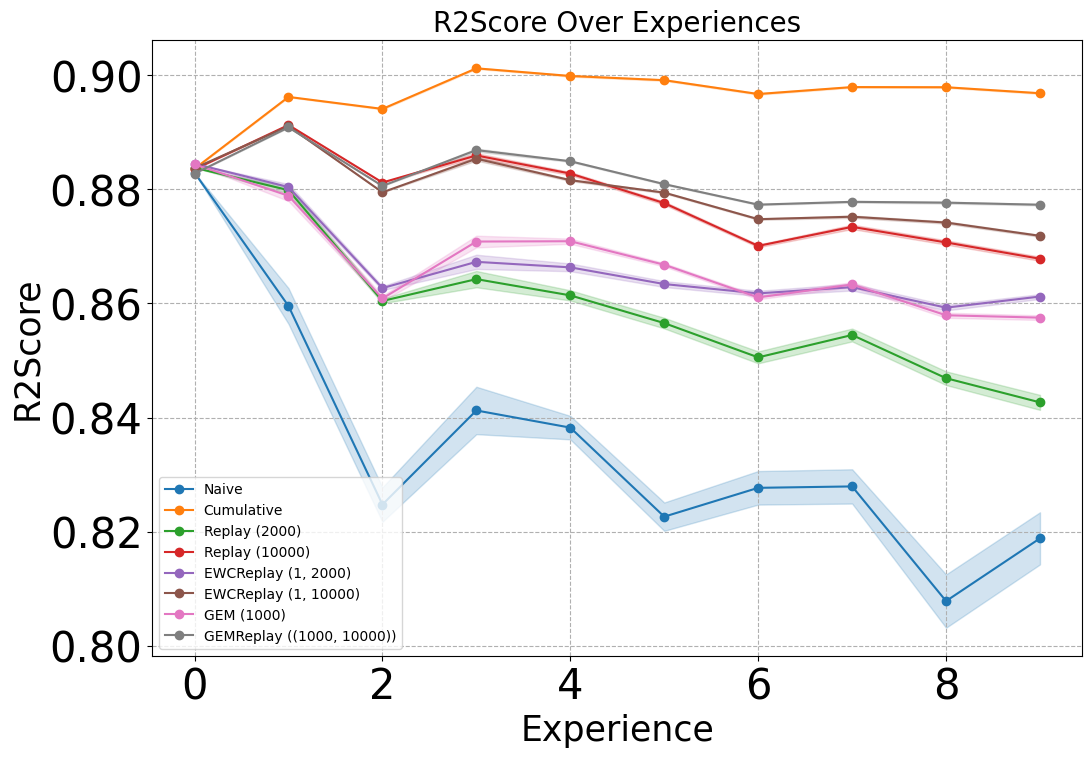 R2Score Over Experiences
R2Score
0.90
0.88
0.86
0.84
0.82
0.80
Naive
Cumulative
Replay (2000)
Replay (10000)
EWCReplay (1, 2000)
EWCReplay (1, 10000)
GEM (1000)
GEMReplay ((1000, 10000))
0 2 4 6 8
Experience